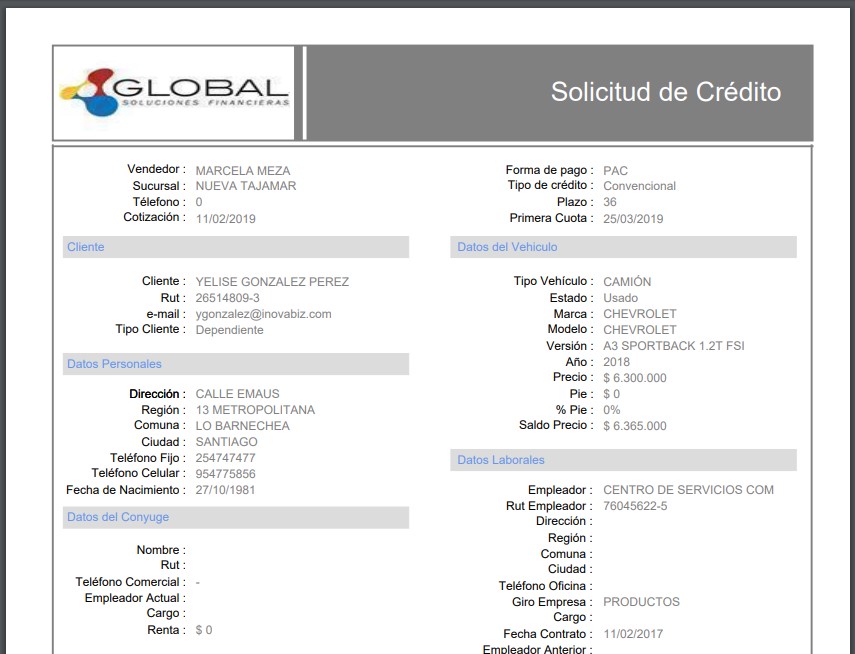 GLOBAL
SOLUCIONES FINANCIERAS
Solicitud de Crédito
Vendedor : MARCELA MEZA
Sucursal : NUEVA TAJAMAR
Télefono : 0
Cotización : 11/02/2019
Forma de pago : PAC
Tipo de crédito : Convencional
Plazo : 36
Primera Cuota : 25/03/2019
Cliente
Cliente : YELISE GONZALEZ PEREZ
Rut : 26514809-3
e-mail : ygonzalez@inovabiz.com
Tipo Cliente : Dependiente
Datos Personales
Dirección : CALLE EMAUS
Región : 13 METROPOLITANA
Comuna : LO BARNECHEA
Ciudad : SANTIAGO
Teléfono Fijo : 254747477
Teléfono Celular : 954775856
Fecha de Nacimiento : 27/10/1981
Datos del Conyuge
Nombre :
Rut :
Teléfono Comercial : -
Empleador Actual :
Cargo :
Renta : $ 0
Datos del Vehiculo
Tipo Vehículo : CAMIÓN
Estado : Usado
Marca : CHEVROLET
Modelo : CHEVROLET
Versión : A3 SPORTBACK 1.2T FSI
Año : 2018
Precio : $ 6.300.000
Pie : $ 0
% Pie : 0%
Saldo Precio : $ 6.365.000
Datos Laborales
Empleador : CENTRO DE SERVICIOS COM
Rut Empleador : 76045622-5
Dirección :
Región :
Comuna :
Ciudad :
Teléfono Oficina :
Giro Empresa : PRODUCTOS
Cargo :
Fecha Contrato : 11/02/2017
Empleador Anterior :